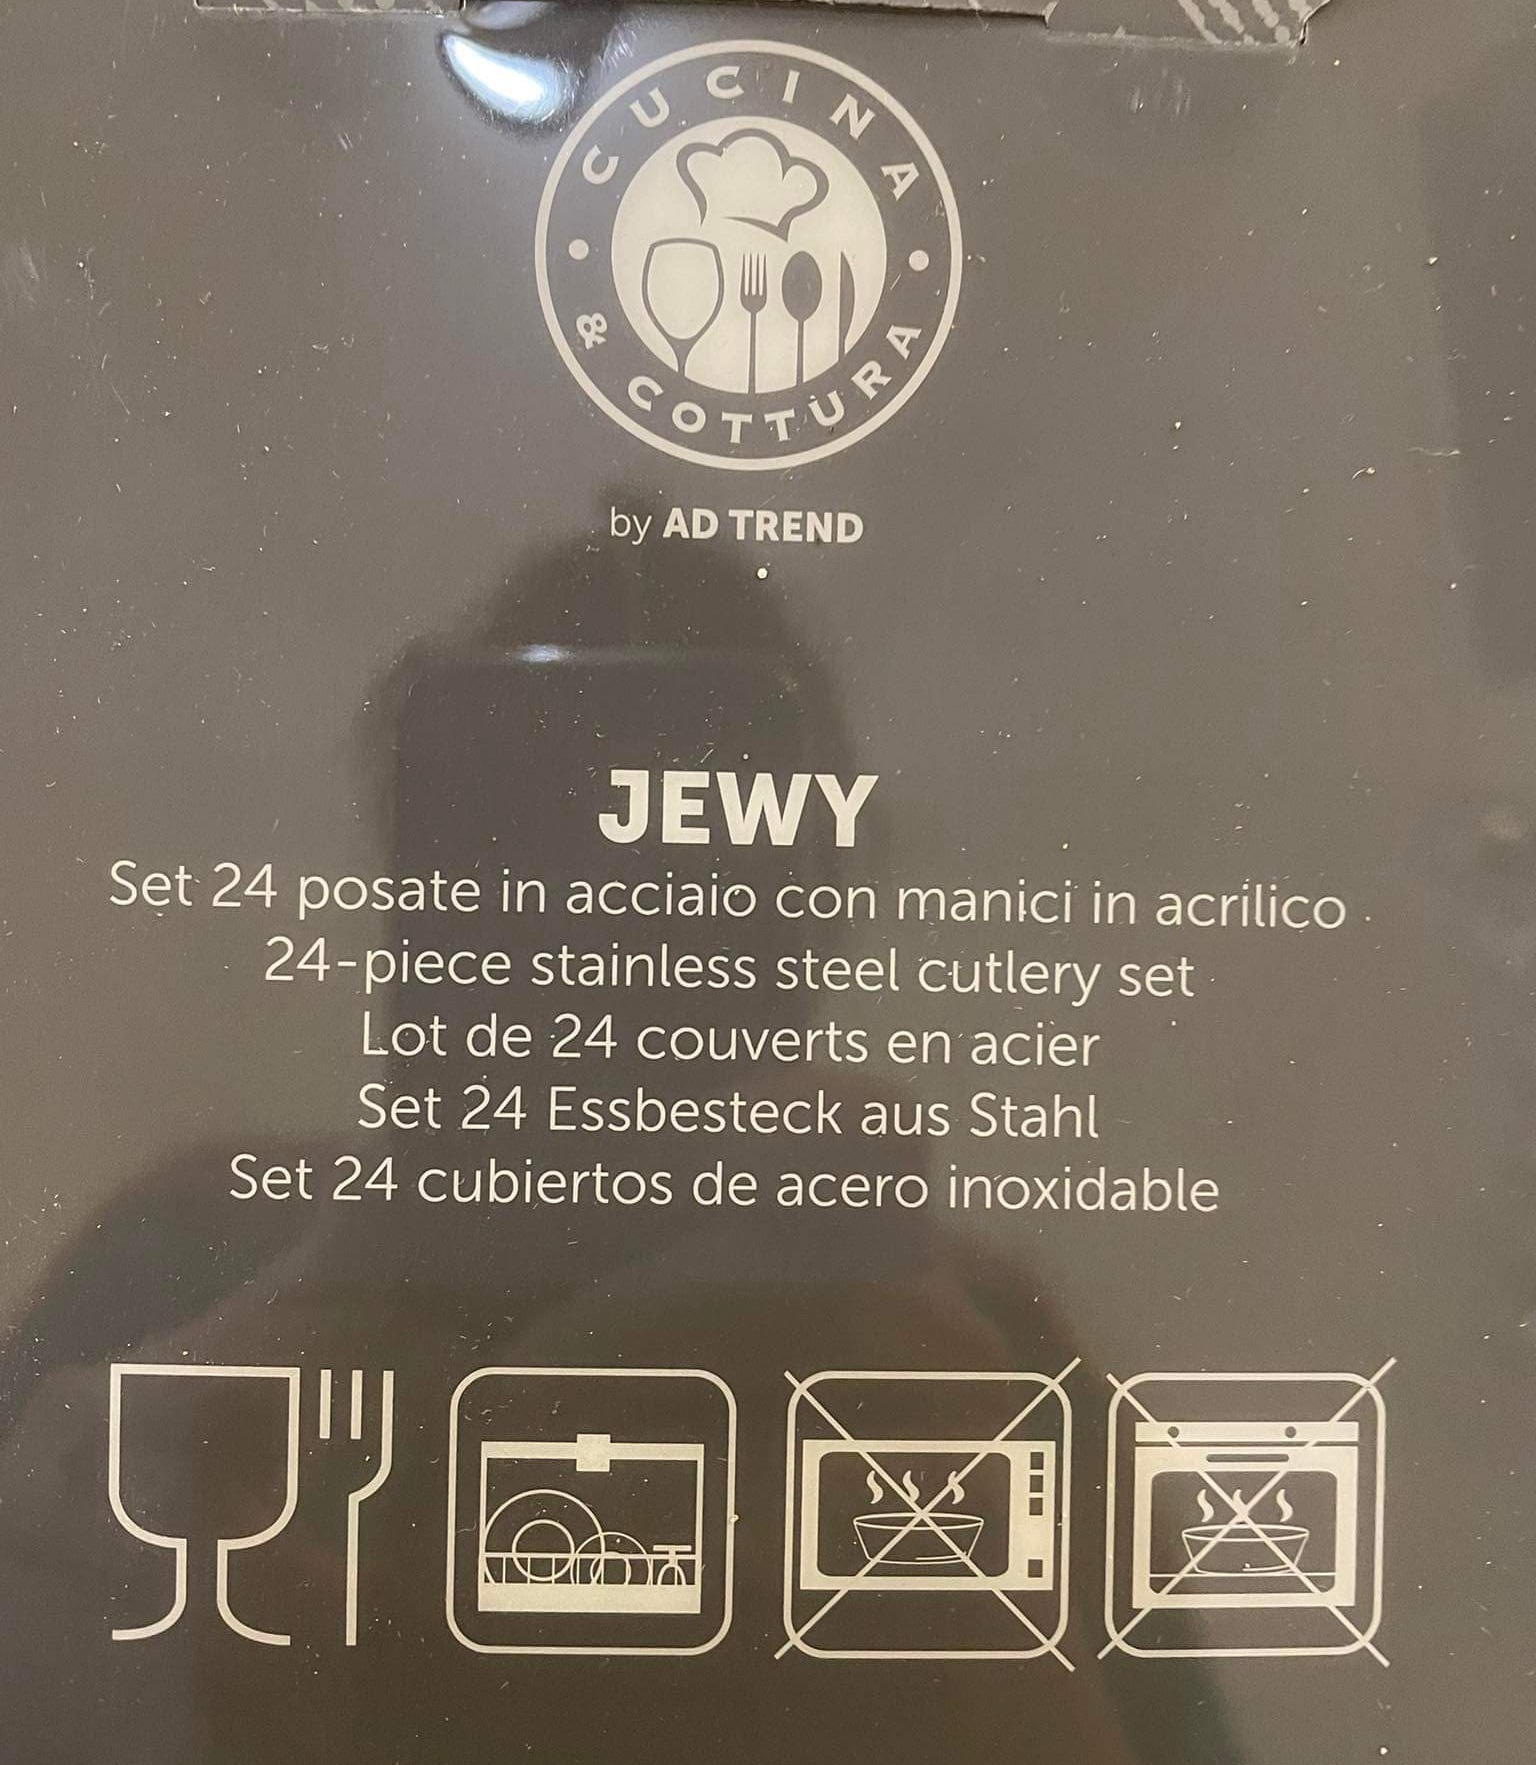 CUCINA
& COTTURA
by AD TREND
JEWY
Set 24 posate in acciaio con manici in acrilico
24-piece stainless steel cutlery set
Lot de 24 couverts en acier
Set 24 Essbesteck aus Stahl
Set 24 cubiertos de acero inoxidable